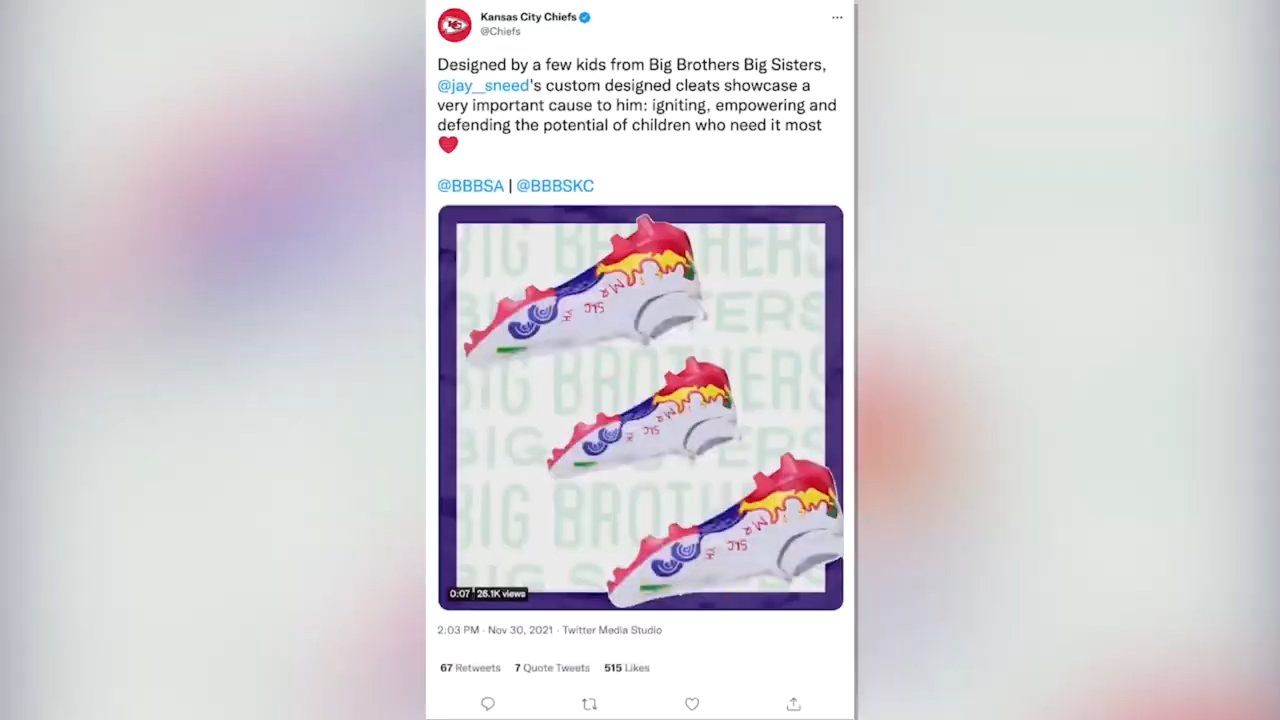 Kansas City Chiefs
@Chiefs
Designed by a few kids from Big Brothers Big Sisters,
@jay__sneed's custom designed cleats showcase a
very important cause to him: igniting, empowering and
defending the potential of children who need it most
❤️
@BBBSA | @BBBSKC
BIG BROTHERS
BIG BROTHERS
BIG SISTERS
BIG BROTHERS
BIG SISTERS
0:07 26.1K views
2:03 PM · Nov 30, 2021 · Twitter Media Studio
67 Retweets 7 Quote Tweets 515 Likes